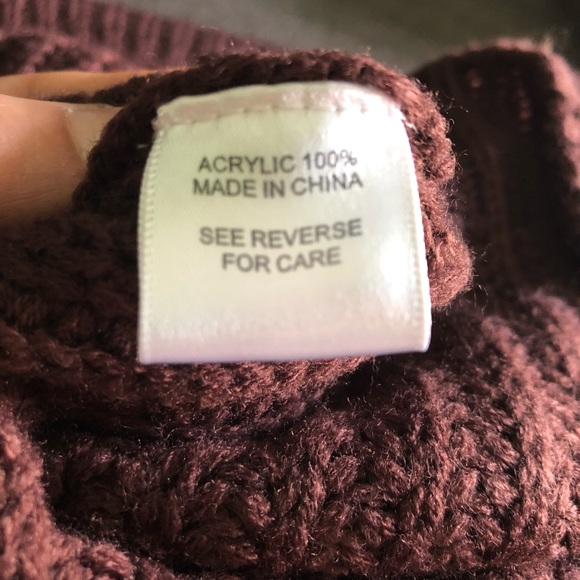 ACRYLIC 100%
MADE IN CHINA
SEE REVERSE
FOR CARE